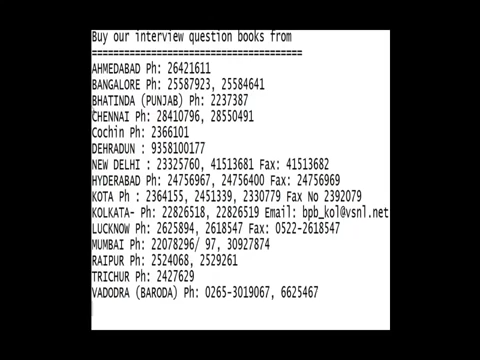 Buy our interview question books from
=======================================
AHMEDABAD Ph: 26421611
BANGALORE Ph: 25587923, 25584641
BHATINDA (PUNJAB) Ph: 2237387
CHENNAI Ph: 28410796, 28550491
Cochin Ph: 2366101
DEHRADUN : 9358100177
NEW DELHI : 23325760, 41513681 Fax: 41513682
HYDERABAD Ph: 24756967, 24756400 Fax: 24756969
KOTA Ph : 2364155, 2451339, 2330779 Fax No 2392079
KOLKATA- Ph: 22826518, 22826519 Email: bpb_kol@vsnl.net
LUCKNOW Ph: 2625894, 2618547 Fax: 0522-2618547
MUMBAI Ph: 22078296/ 97, 30927874
RAIPUR Ph: 2524068, 2529261
TRICHUR Ph: 2427629
VADODRA (BARODA) Ph: 0265-3019067, 6625467